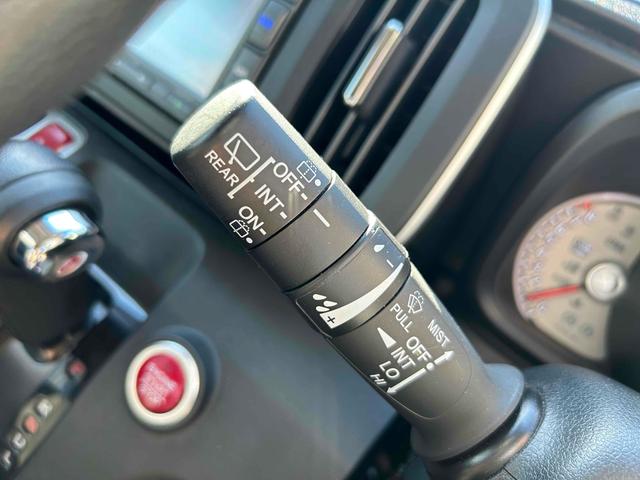 REAR
OFF-
INT-
ON-
- 
+
MIST
PULL OFF
INT
LO
HI